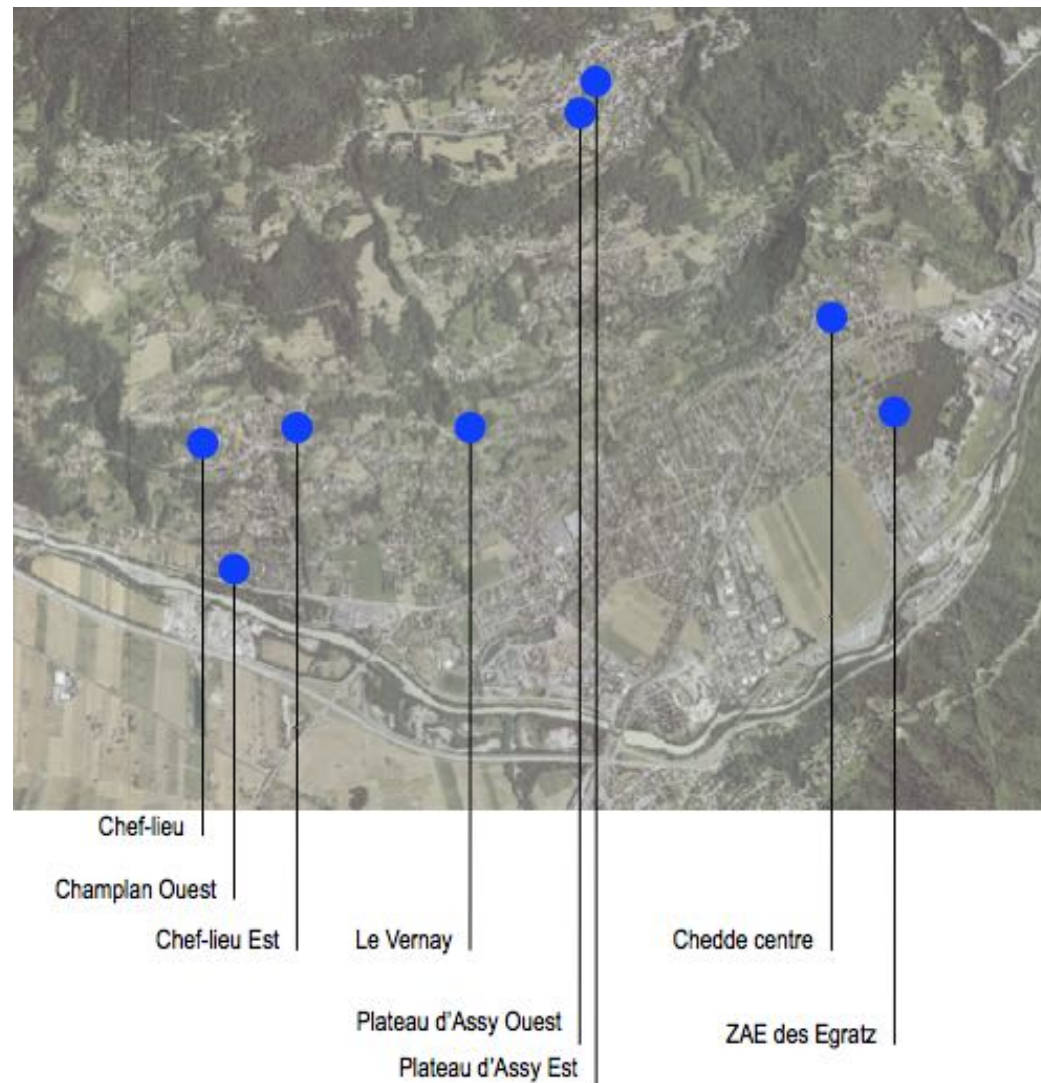 Chef-lieu
Champlan Ouest
Chef-lieu Est
Le Vernay
Chedde centre
Plateau d'Assy Ouest
ZAE des Egratz
Plateau d'Assy Est